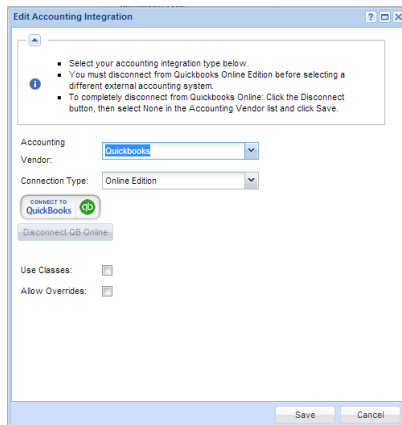 Edit Accounting Integration
Select your accounting integration type below.
You must disconnect from Quickbooks Online Edition before selecting a
different external accounting system.
To completely disconnect from Quickbooks Online: Click the Disconnect
button, then select None in the Accounting Vendor list and click Save.
Accounting
Vendor:
Quickbooks
Connection Type:
Online Edition
CONNECT TO
QuickBooks
qb
Disconnect QB Online
Use Classes:
Allow Overrides:
Save
Cancel